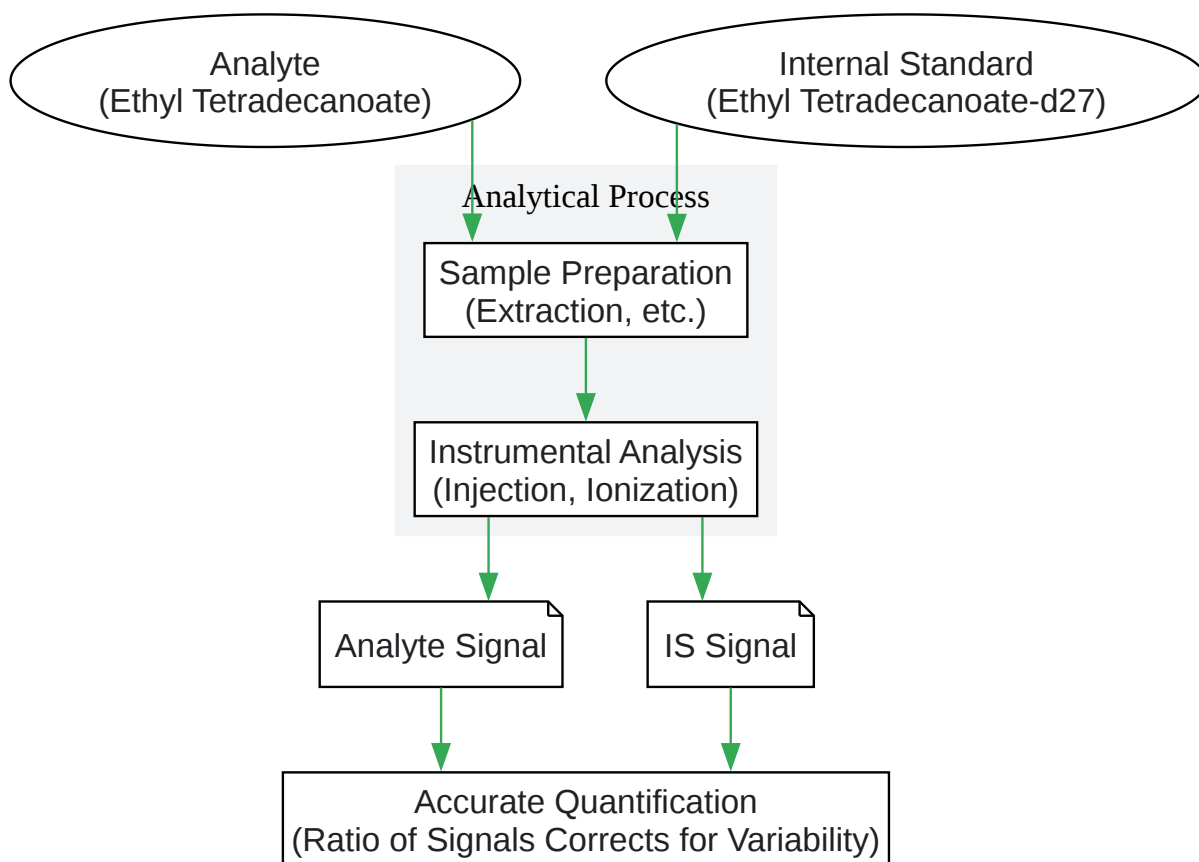 Analyte
(Ethyl Tetradecanoate)
Internal Standard
(Ethyl Tetradecanoate-d27)
Analytical Process
Sample Preparation
(Extraction, etc.)
Instrumental Analysis
(Injection, Ionization)
Analyte Signal
IS Signal
Accurate Quantification
(Ratio of Signals Corrects for Variability)